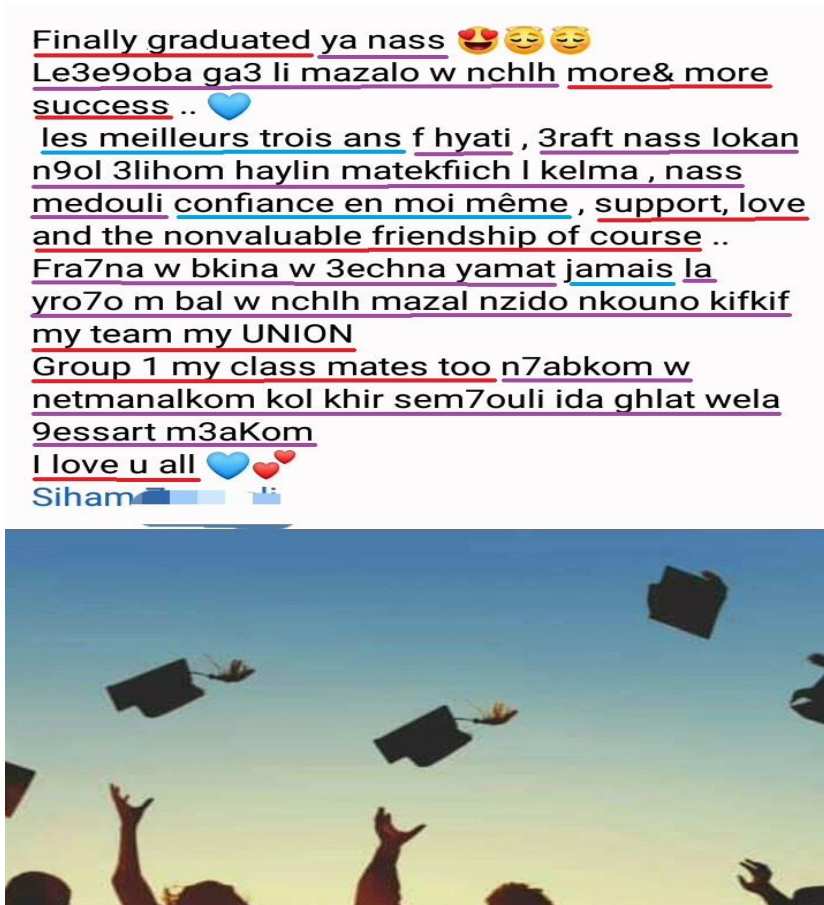 Finally graduated ya nass 😍😇😇
Le3e9oba ga3 li mazalo w nchlh more& more
success .. 💙
les meilleurs trois ans f hyati , 3raft nass lokan
n9ol 3lihom haylin matekfiich l kelma , nass
medouli confiance en moi même , support, love
and the nonvaluable friendship of course ..
Fra7na w bkina w 3echna yamat jamais la
yro7o m bal w nchlh mazal nzido nkouno kifkif
my team my UNION
Group 1 my class mates too n7abkom w
netmanalkom kol khir sem7ouli ida ghlat wela
9essart m3aKom
I love u all 💙💕
Siham